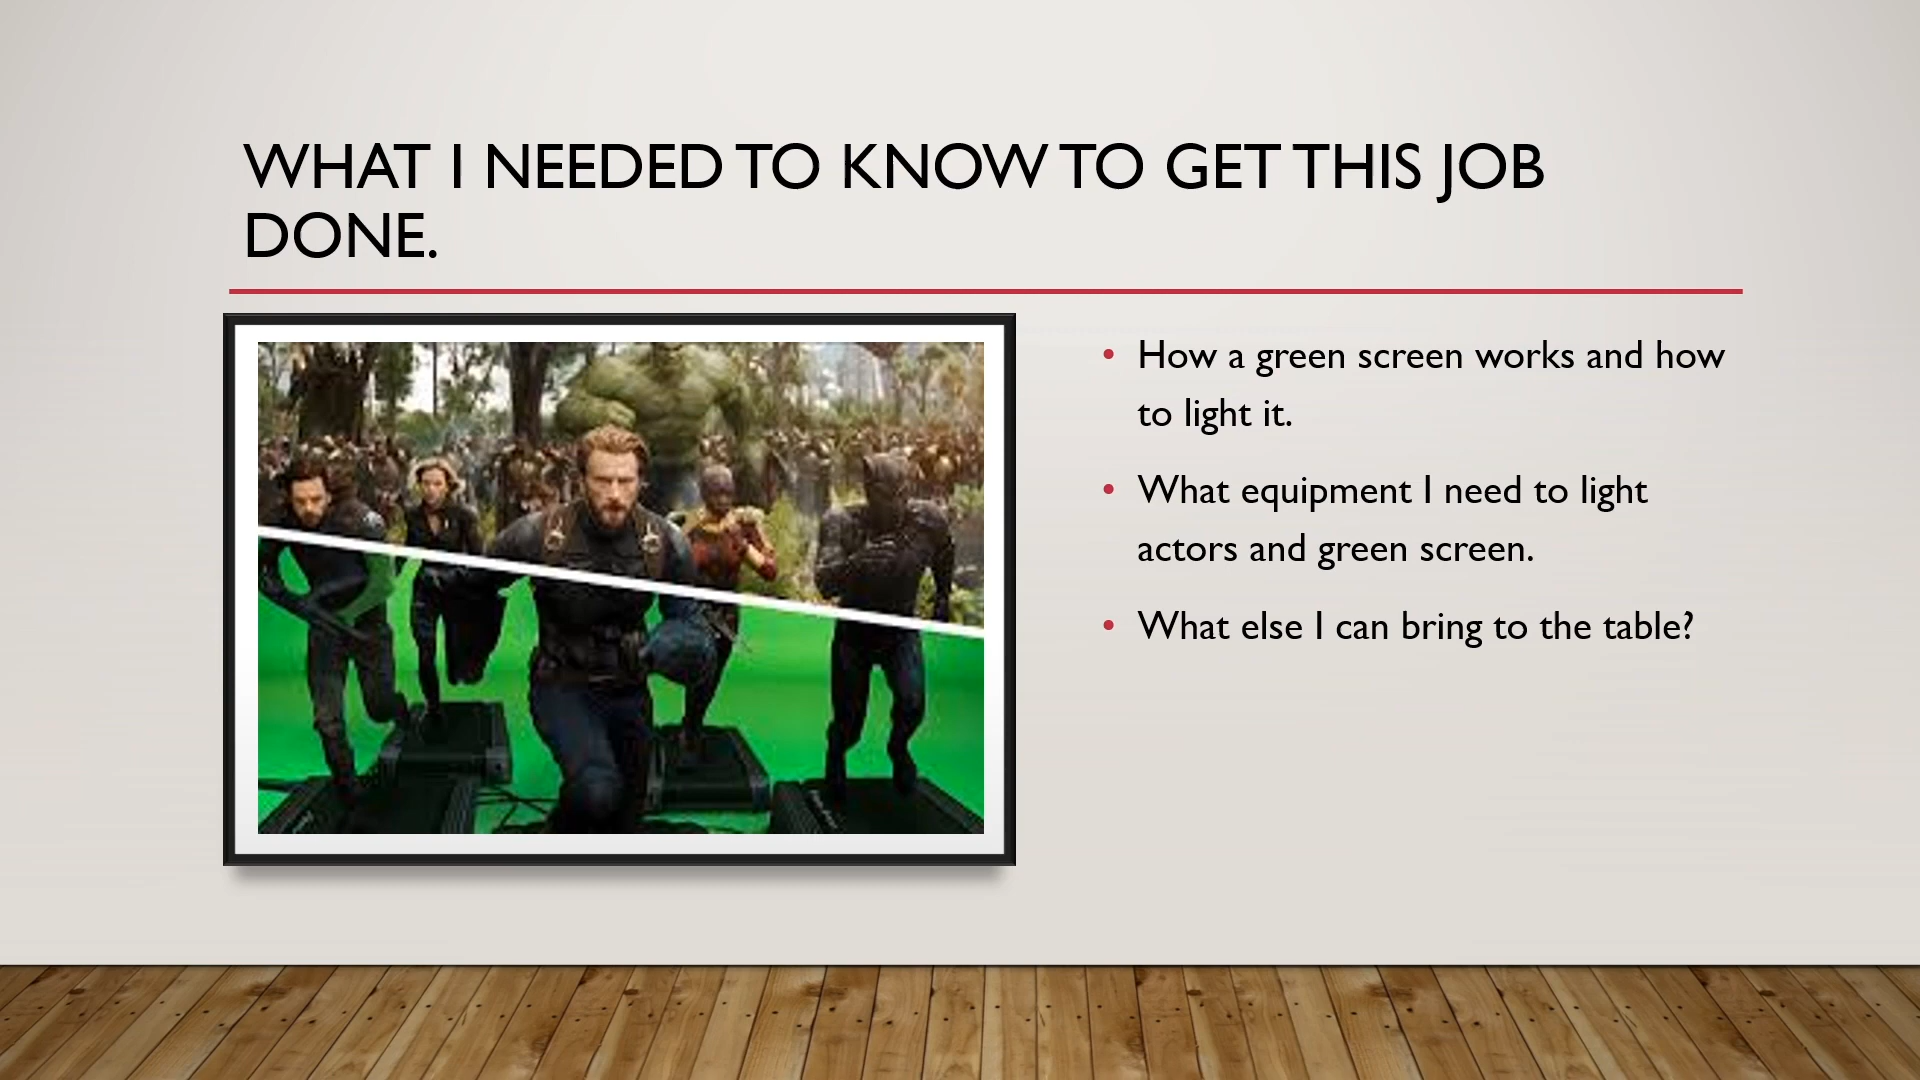 WHAT I NEEDED TO KNOW TO GET THIS JOB
DONE.
• How a green screen works and how
to light it.
• What equipment I need to light
actors and green screen.
• What else I can bring to the table?